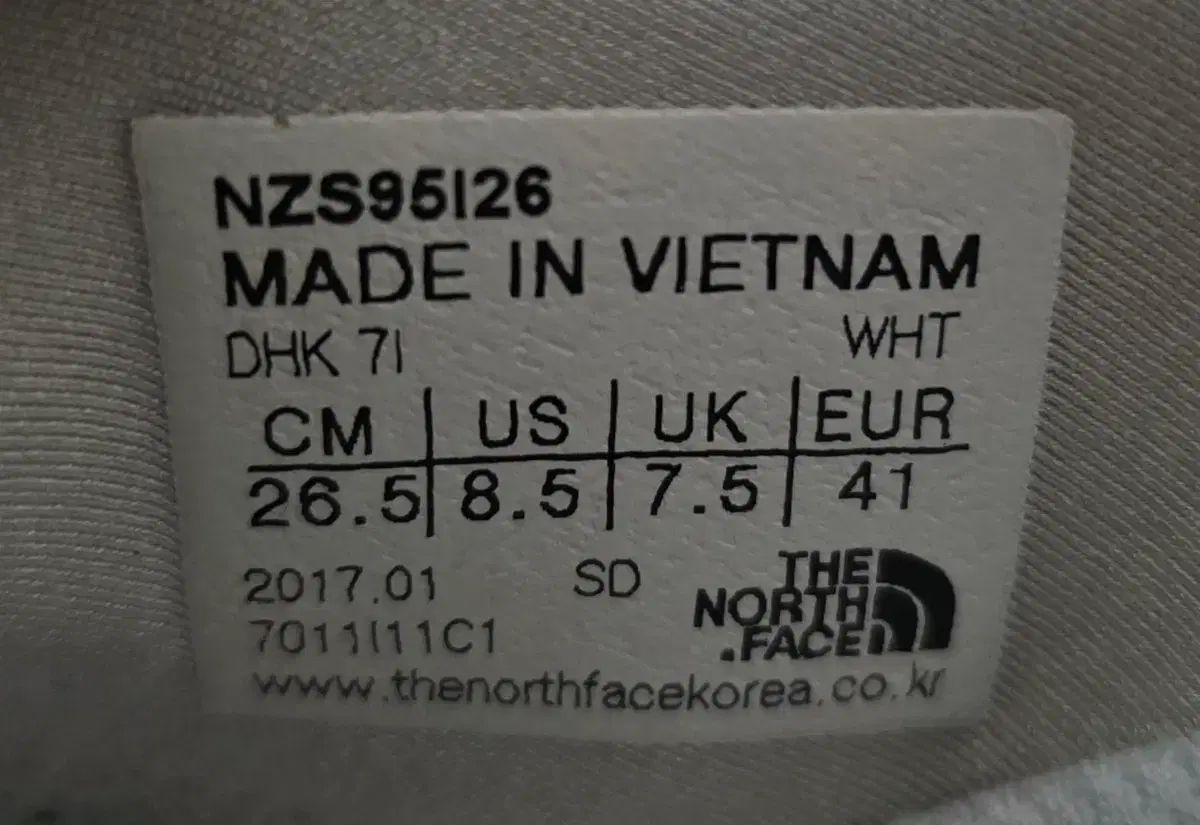 NZS95I26
MADE IN VIETNAM
DHK 7I WHT
CM US UK EUR
26.5 8.5 7.5 41
2017.01 SD
7011I11C1
THE
NORTH
FACE
www.thenorthfacekorea.co.kr